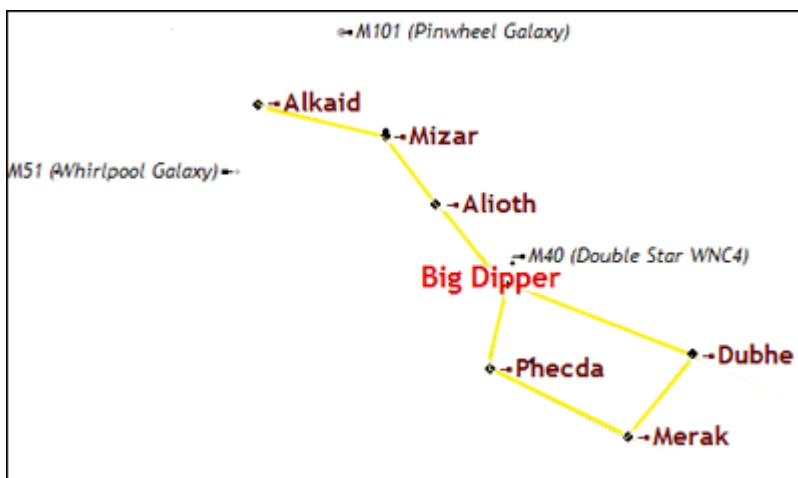 M101 (Pinwheel Galaxy)
Alkaid
Mizar
M51 (Whirlpool Galaxy)
Alioth
M40 (Double Star WNC4)
Big Dipper
Dubhe
Phecda
Merak